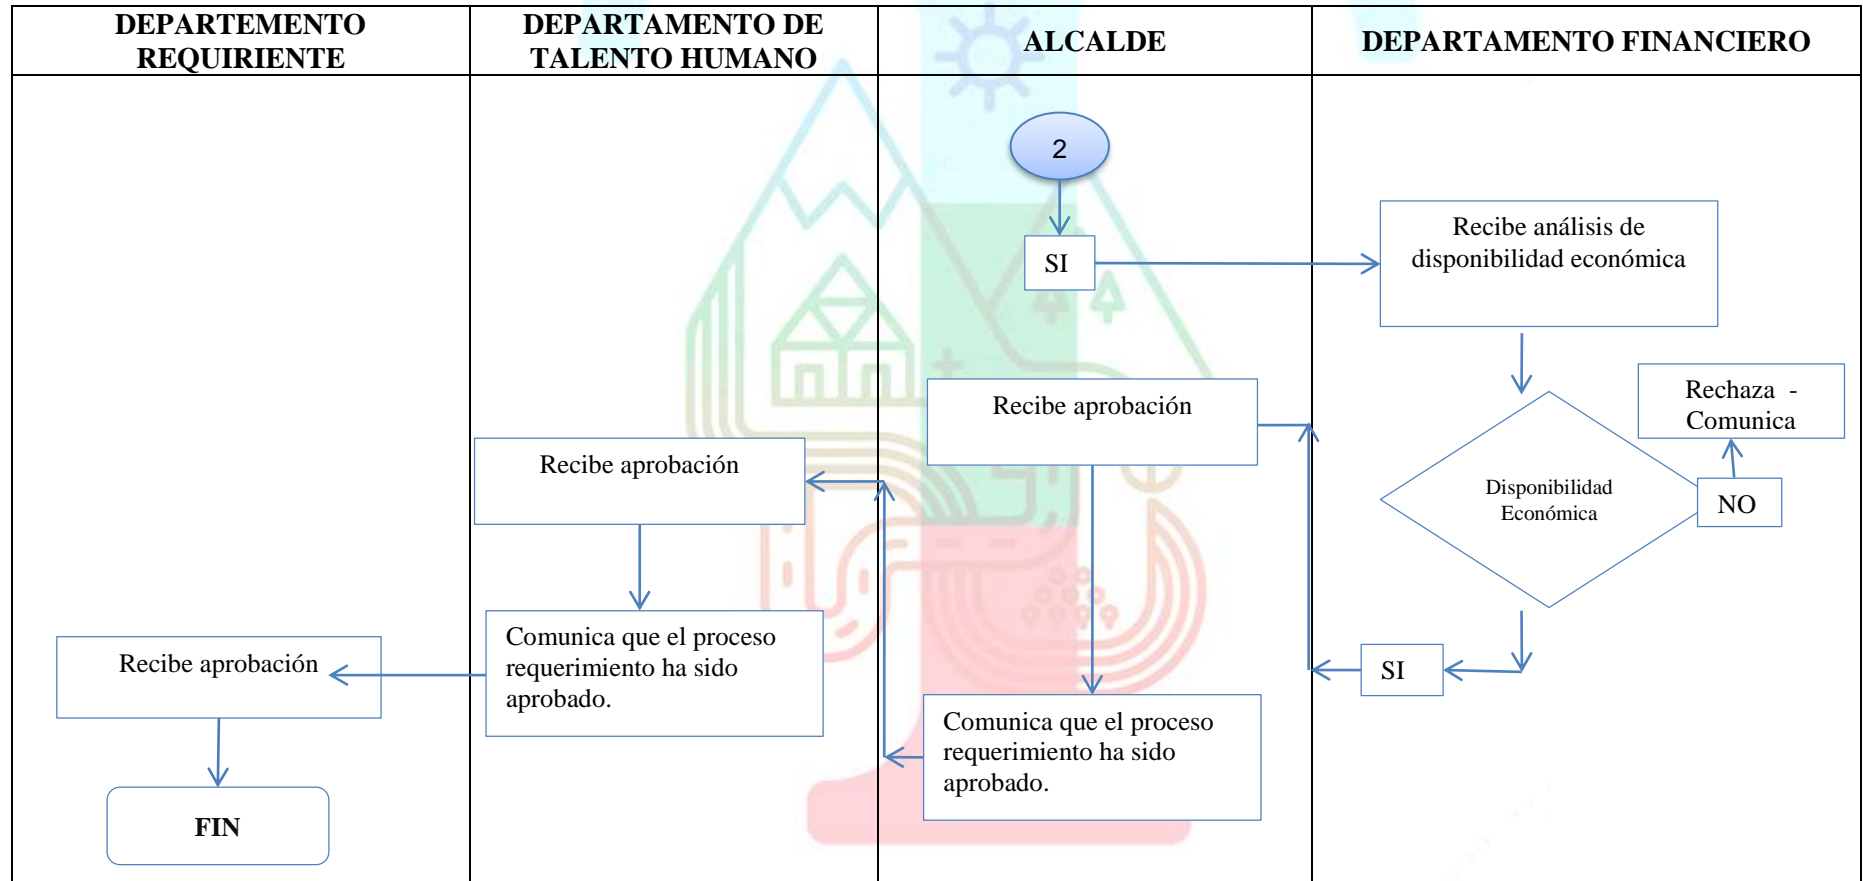 DEPARTEMENTO
REQUIRIENTE
DEPARTAMENTO DE
TALENTO HUMANO
ALCALDE
DEPARTAMENTO FINANCIERO
2
SI
Recibe análisis de
disponibilidad económica
Rechaza -
Comunica
Recibe aprobación
Recibe aprobación
Disponibilidad
Económica
NO
Comunica que el proceso
requerimiento ha sido
aprobado.
Recibe aprobación
SI
Comunica que el proceso
requerimiento ha sido
aprobado.
FIN